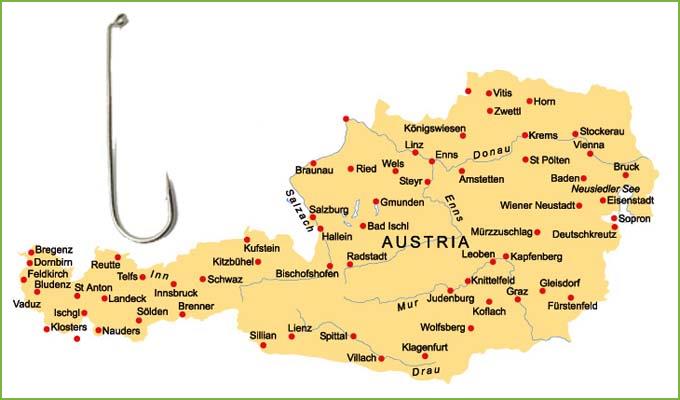 Vitis
Horn
Zwettl
Königswiesen
Krems
Stockerau
Linz
Donau
Vienna
Enns
Braunau
Ried
Wels
St Pölten
Bruck
Steyr
Amstetten
Baden
Neusiedler See
Salzach
Gmunden
Enns
Wiener Neustadt
Eisenstadt
Salzburg
Sopron
Bad Ischl
Hallein
Mürzzuschlag
Deutschkreutz
AUSTRIA
Kufstein
Bregenz
Radstadt
Leoben
Kapfenberg
Dornbirn
Reutte
Kitzbühel
Bischofshofen
Feldkirch
Telfs
Inn
Schwaz
Knittelfeld
Gleisdorf
Bludenz
St Anton
Innsbruck
Judenburg
Graz
Vaduz
Landeck
Mur
Koflach
Fürstenfeld
Ischgl
Sölden
Brenner
Klosters
Nauders
Wolfsberg
Sillian
Lienz
Spittal
Klagenfurt
Villach
Drau